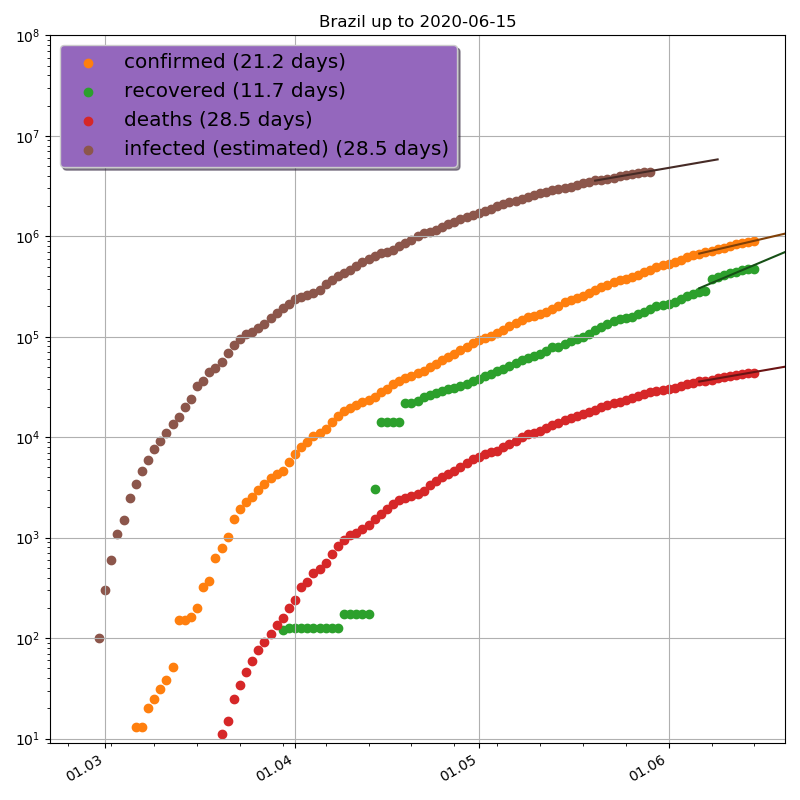 Brazil up to 2020-06-15
10^8
confirmed (21.2 days)
recovered (11.7 days)
deaths (28.5 days)
infected (estimated) (28.5 days)
10^7
10^6
10^5
10^4
10^3
10^2
10^1
01.03
01.04
01.05
01.06